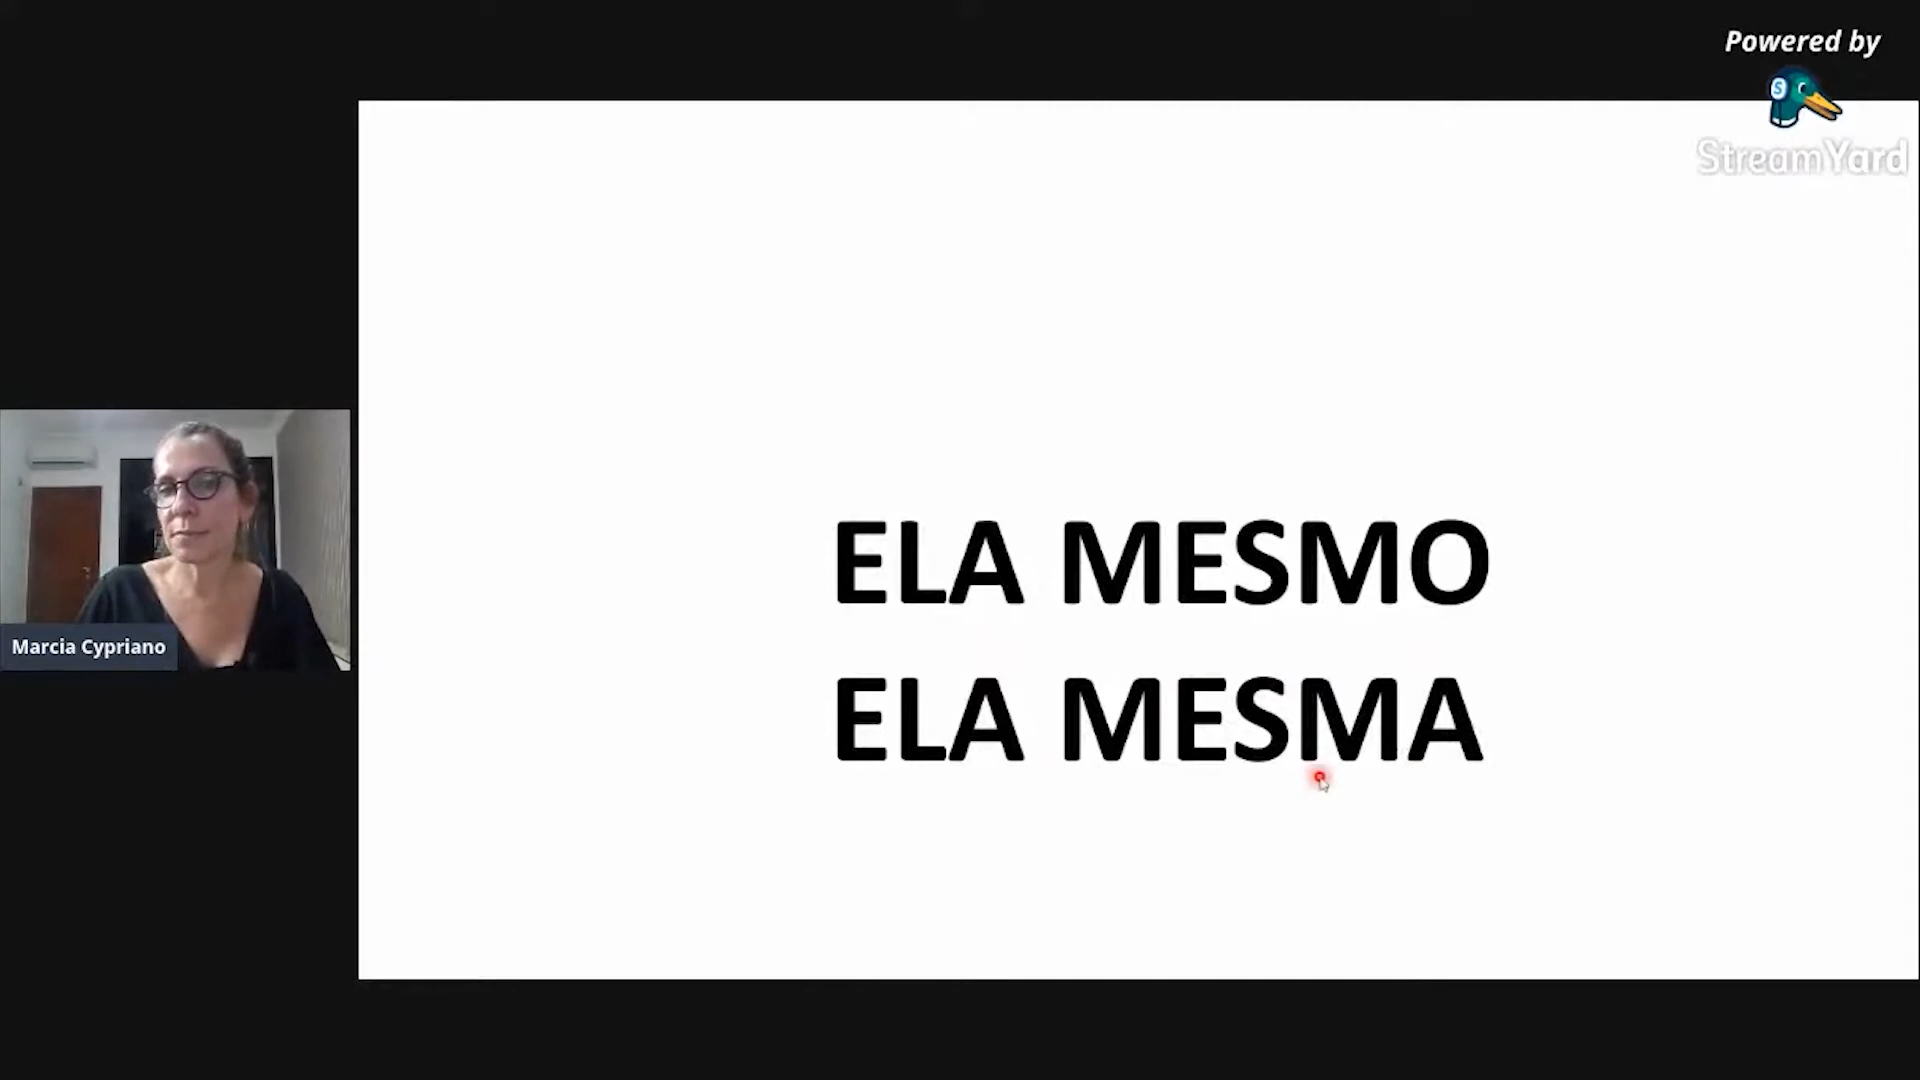 Powered by
StreamYard
ELA MESMO
ELA MESMA
Marcia Cypriano